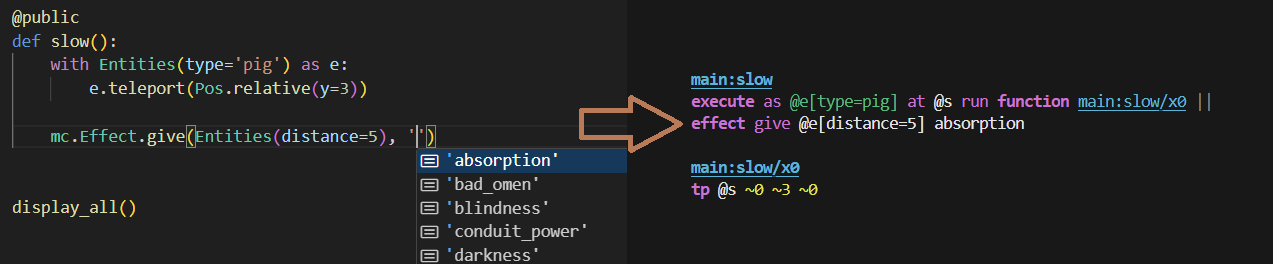 @public
def slow():
    with Entities(type='pig') as e:
        e.teleport(Pos.relative(y=3))
    mc.Effect.give(Entities(distance=5), '')
'absorption'
'bad_omen'
'blindness'
'conduit_power'
'darkness'
display_all()
main:slow
execute as @e[type=pig] at @s run function main:slow/x0 ||
effect give @e[distance=5] absorption
main:slow/x0
tp @s ~0 ~3 ~0